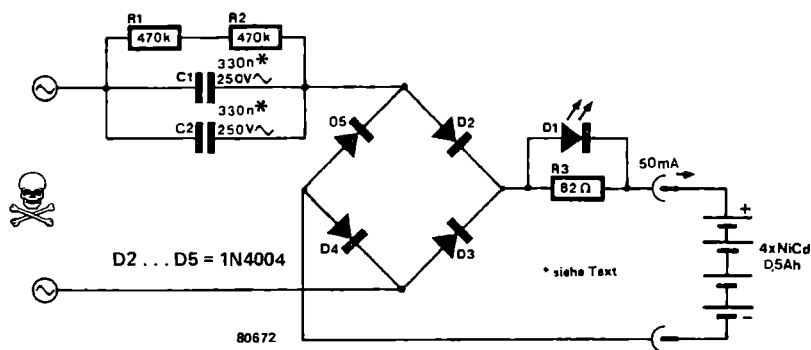 R1
R2
470k
470k
330n*
C1
250V~
330n*
C2
250V~
D5
D2
D1
R3
82 Ω
50mA
+
4xNiCd
0,5Ah
−
D4
D3
D2 ... D5 = 1N4004
* siehe Text
80672